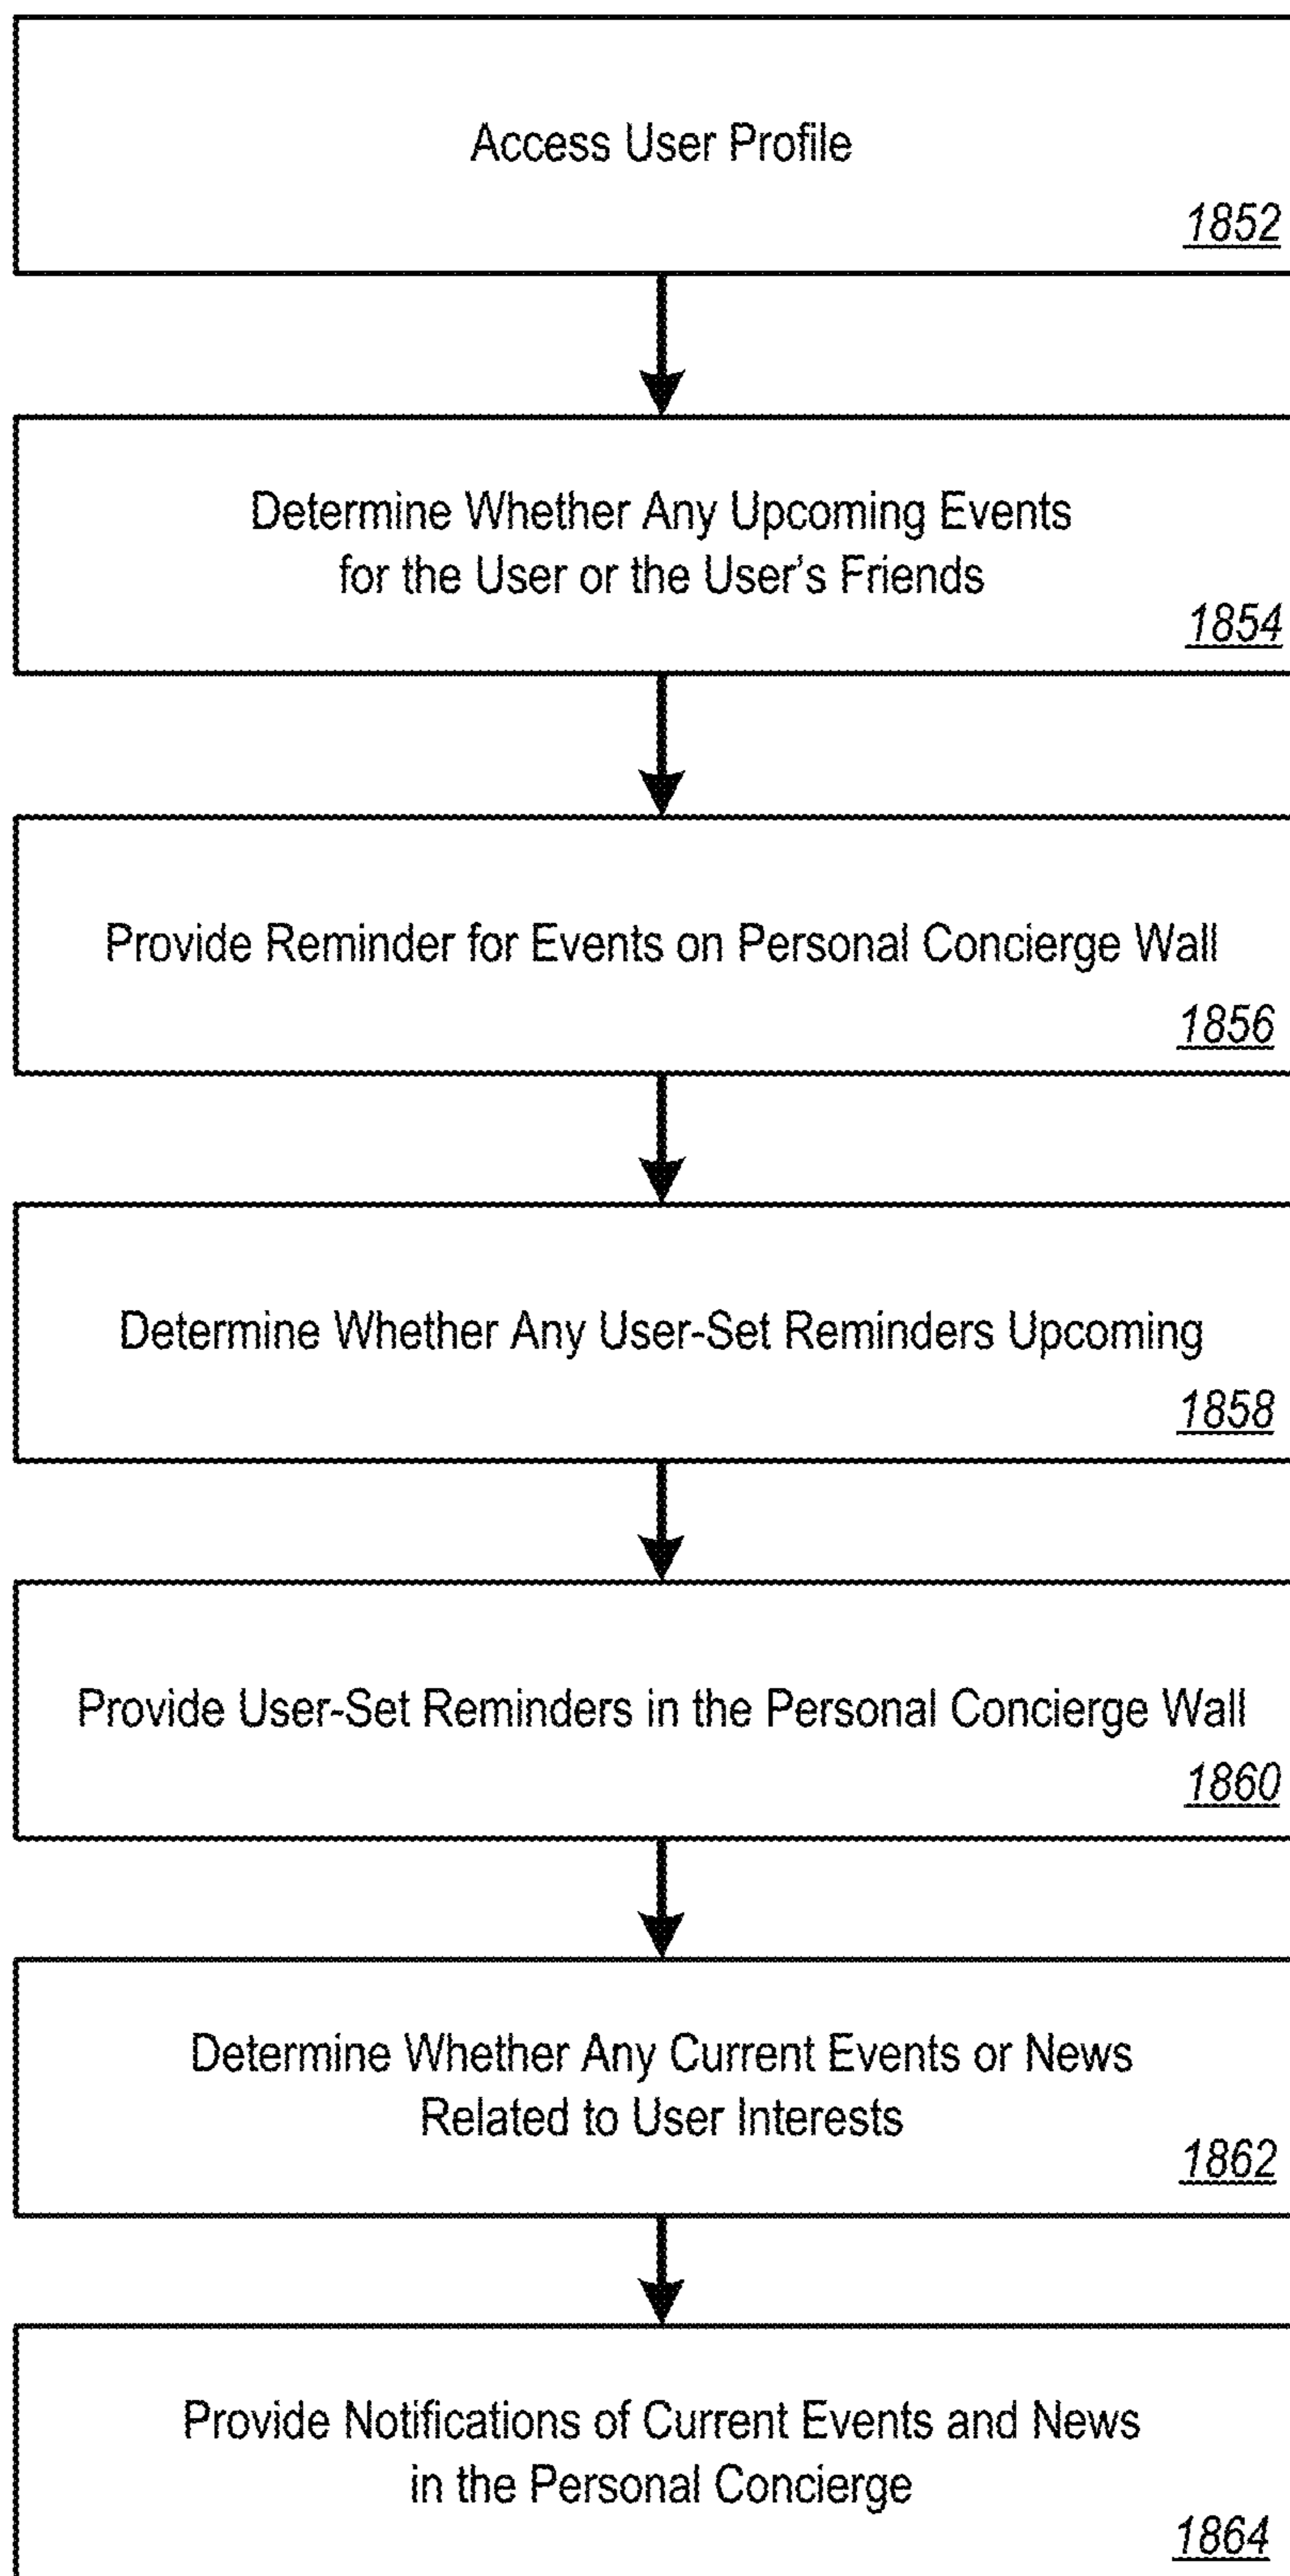 Access User Profile
1852
Determine Whether Any Upcoming Events
for the User or the User's Friends
1854
Provide Reminder for Events on Personal Concierge Wall
1856
Determine Whether Any User-Set Reminders Upcoming
1858
Provide User-Set Reminders in the Personal Concierge Wall
1860
Determine Whether Any Current Events or News
Related to User Interests
1862
Provide Notifications of Current Events and News
in the Personal Concierge
1864